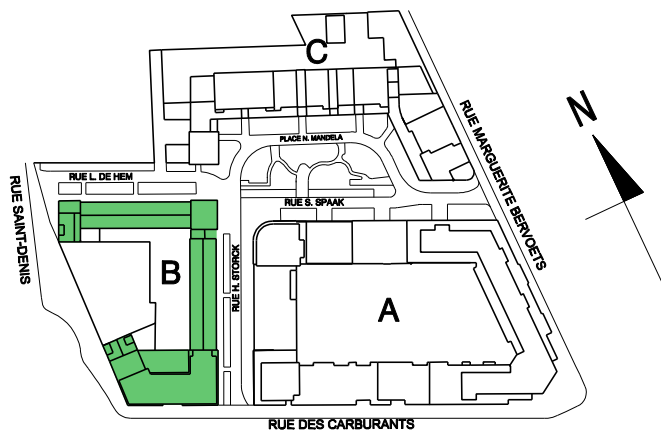 C
N
PLACE N. MANDELA
RUE MARGUERITE BERVOETS
RUE L. DE HEM
RUE SAINT-DENIS
RUE S. SPAAK
B
RUE H. STORCK
A
RUE DES CARBURANTS